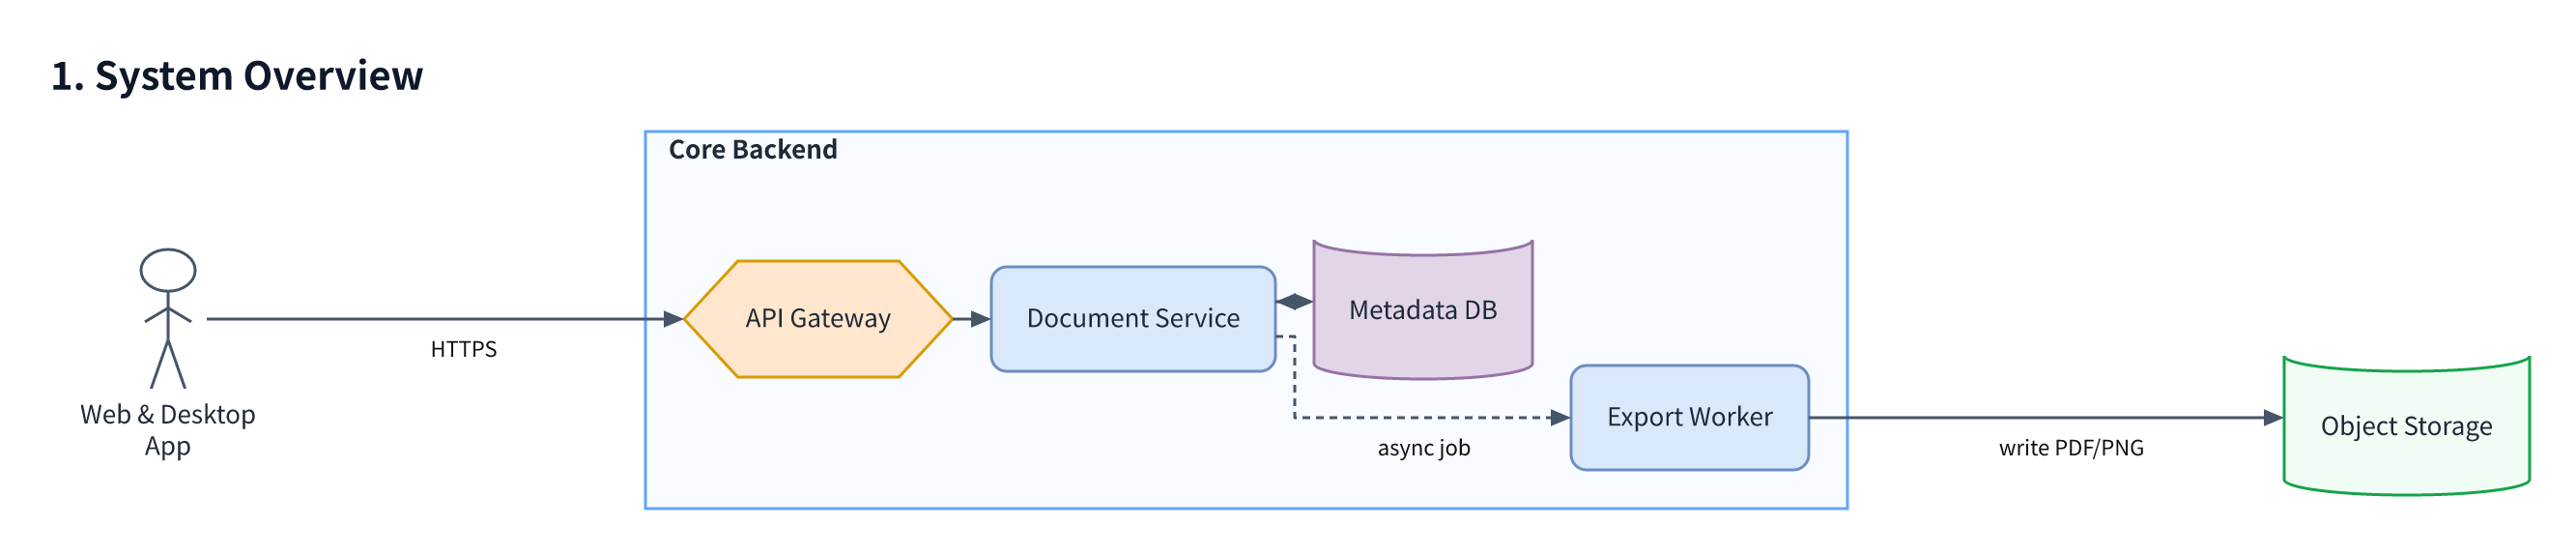 1. System Overview
Core Backend
Web & Desktop
App
HTTPS
API Gateway
Document Service
Metadata DB
async job
Export Worker
write PDF/PNG
Object Storage